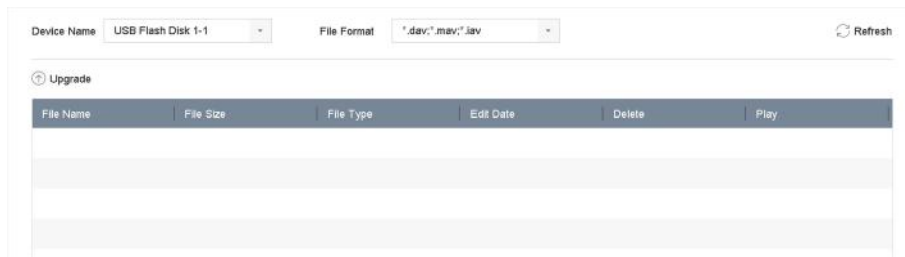 Device Name USB Flash Disk 1-1 File Format *.dav;*.mav;*.iav Refresh
Upgrade
File Name File Size File Type Edit Date Delete Play